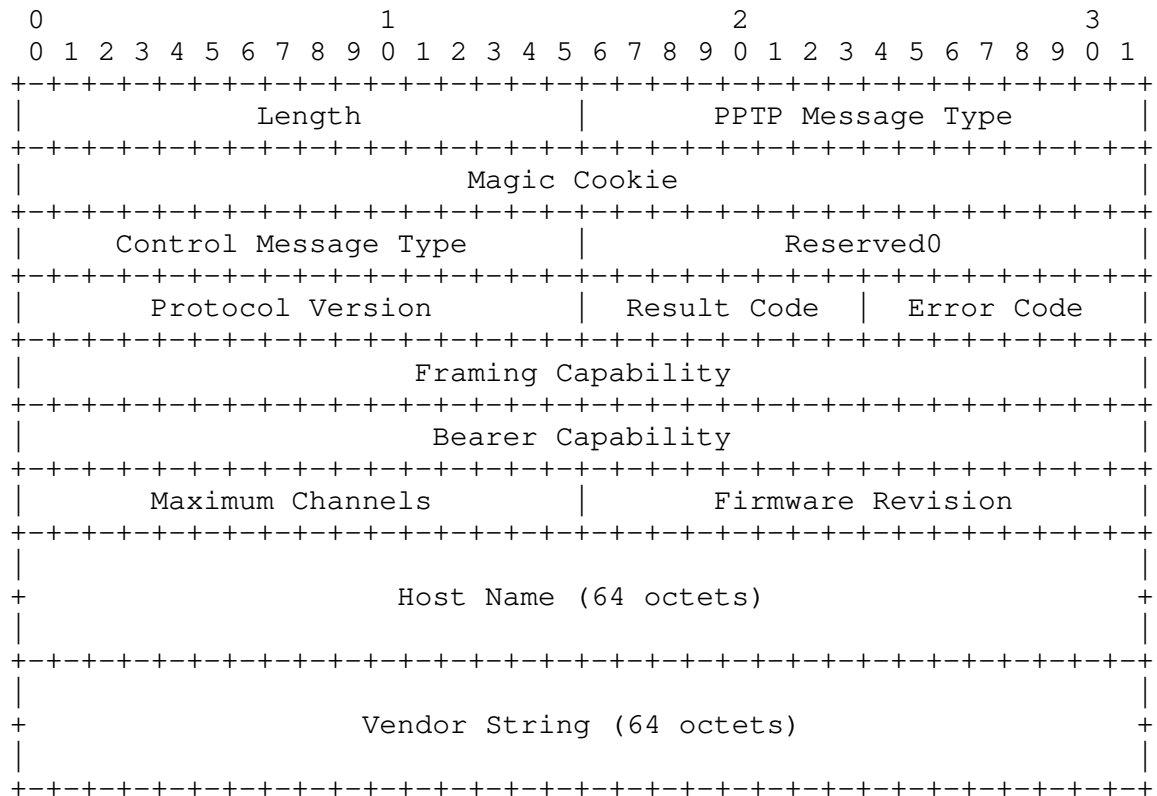 0                   1                   2                   3
0 1 2 3 4 5 6 7 8 9 0 1 2 3 4 5 6 7 8 9 0 1 2 3 4 5 6 7 8 9 0 1
+-+-+-+-+-+-+-+-+-+-+-+-+-+-+-+-+-+-+-+-+-+-+-+-+-+-+-+-+-+-+-+-+
|             Length            |       PPTP Message Type       |
+-+-+-+-+-+-+-+-+-+-+-+-+-+-+-+-+-+-+-+-+-+-+-+-+-+-+-+-+-+-+-+-+
|                         Magic Cookie                          |
+-+-+-+-+-+-+-+-+-+-+-+-+-+-+-+-+-+-+-+-+-+-+-+-+-+-+-+-+-+-+-+-+
|     Control Message Type      |           Reserved0           |
+-+-+-+-+-+-+-+-+-+-+-+-+-+-+-+-+-+-+-+-+-+-+-+-+-+-+-+-+-+-+-+-+
|       Protocol Version        |  Result Code  |  Error Code   |
+-+-+-+-+-+-+-+-+-+-+-+-+-+-+-+-+-+-+-+-+-+-+-+-+-+-+-+-+-+-+-+-+
|                      Framing Capability                       |
+-+-+-+-+-+-+-+-+-+-+-+-+-+-+-+-+-+-+-+-+-+-+-+-+-+-+-+-+-+-+-+-+
|                       Bearer Capability                       |
+-+-+-+-+-+-+-+-+-+-+-+-+-+-+-+-+-+-+-+-+-+-+-+-+-+-+-+-+-+-+-+-+
|       Maximum Channels        |       Firmware Revision       |
+-+-+-+-+-+-+-+-+-+-+-+-+-+-+-+-+-+-+-+-+-+-+-+-+-+-+-+-+-+-+-+-+
|                                                               |
+                     Host Name (64 octets)                     +
|                                                               |
+-+-+-+-+-+-+-+-+-+-+-+-+-+-+-+-+-+-+-+-+-+-+-+-+-+-+-+-+-+-+-+-+
|                                                               |
+                   Vendor String (64 octets)                   +
|                                                               |
+-+-+-+-+-+-+-+-+-+-+-+-+-+-+-+-+-+-+-+-+-+-+-+-+-+-+-+-+-+-+-+-+